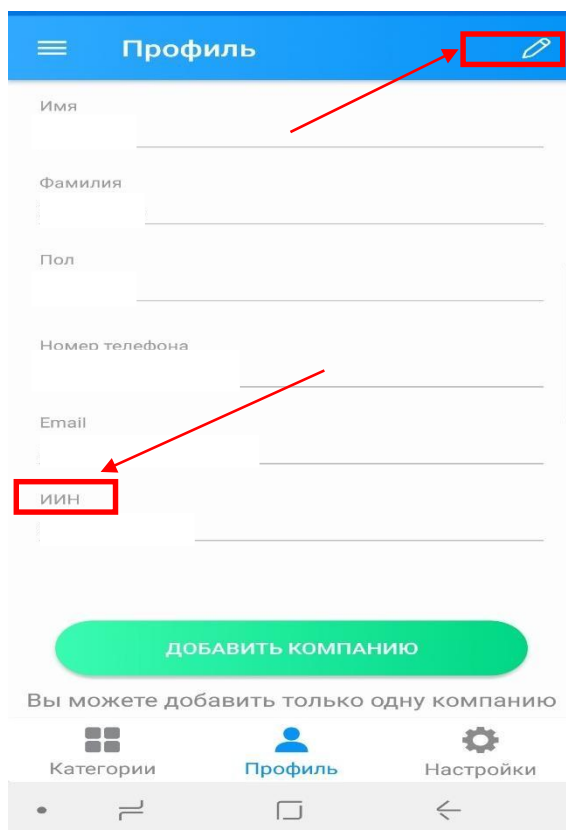 Профиль
Имя
Фамилия
Пол
Номер телефона
Email
ИИН
ДОБАВИТЬ КОМПАНИЮ
Вы можете добавить только одну компанию
Категории Профиль Настройки